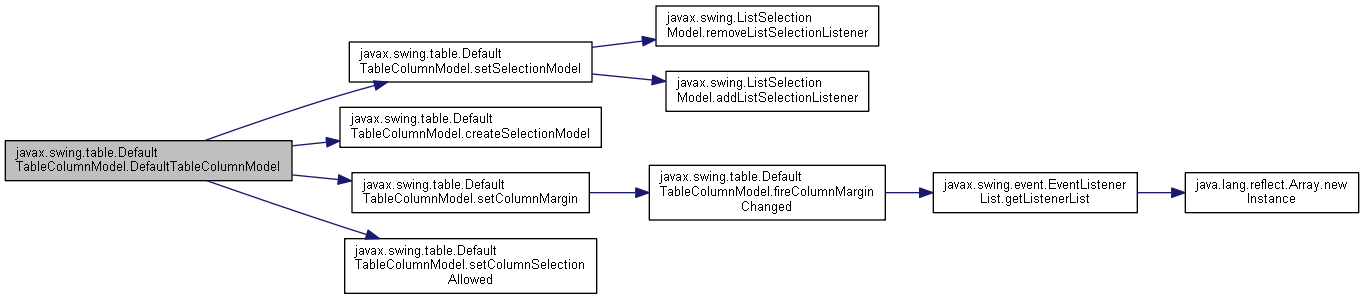 javax.swing.ListSelection
Model.removeListSelectionListener
javax.swing.table.Default
TableColumnModel.setSelectionModel
javax.swing.ListSelection
Model.addListSelectionListener
javax.swing.table.Default
TableColumnModel.createSelectionModel
javax.swing.table.Default
TableColumnModel.DefaultTableColumnModel
javax.swing.table.Default
TableColumnModel.setColumnMargin
javax.swing.table.Default
TableColumnModel.fireColumnMargin
Changed
javax.swing.event.EventListener
List.getListenerList
java.lang.reflect.Array.new
Instance
javax.swing.table.Default
TableColumnModel.setColumnSelection
Allowed